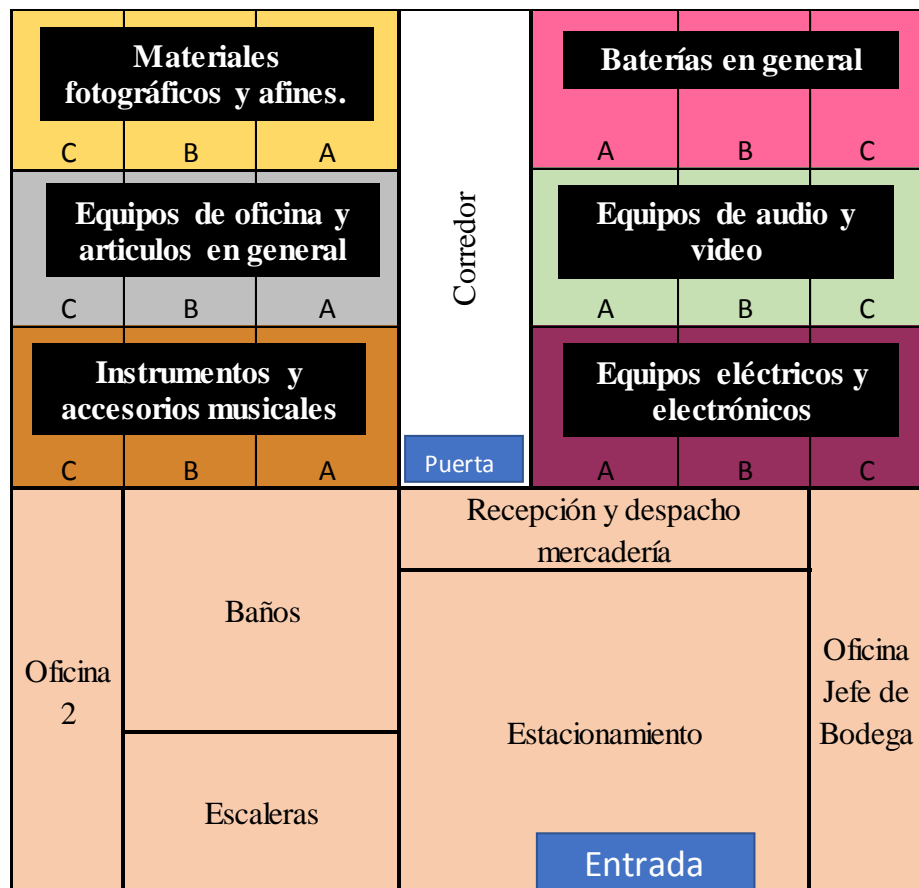 Materiales
fotográficos y afines.
C B A
Baterías en general
A B C
Equipos de oficina y
articulos en general
C B A
Corredor
Equipos de audio y
video
A B C
Instrumentos y
accesorios musicales
C B A
Puerta
Equipos eléctricos y
electrónicos
A B C
Recepción y despacho
mercadería
Baños
Oficina
2
Estacionamiento
Oficina
Jefe de
Bodega
Escaleras
Entrada